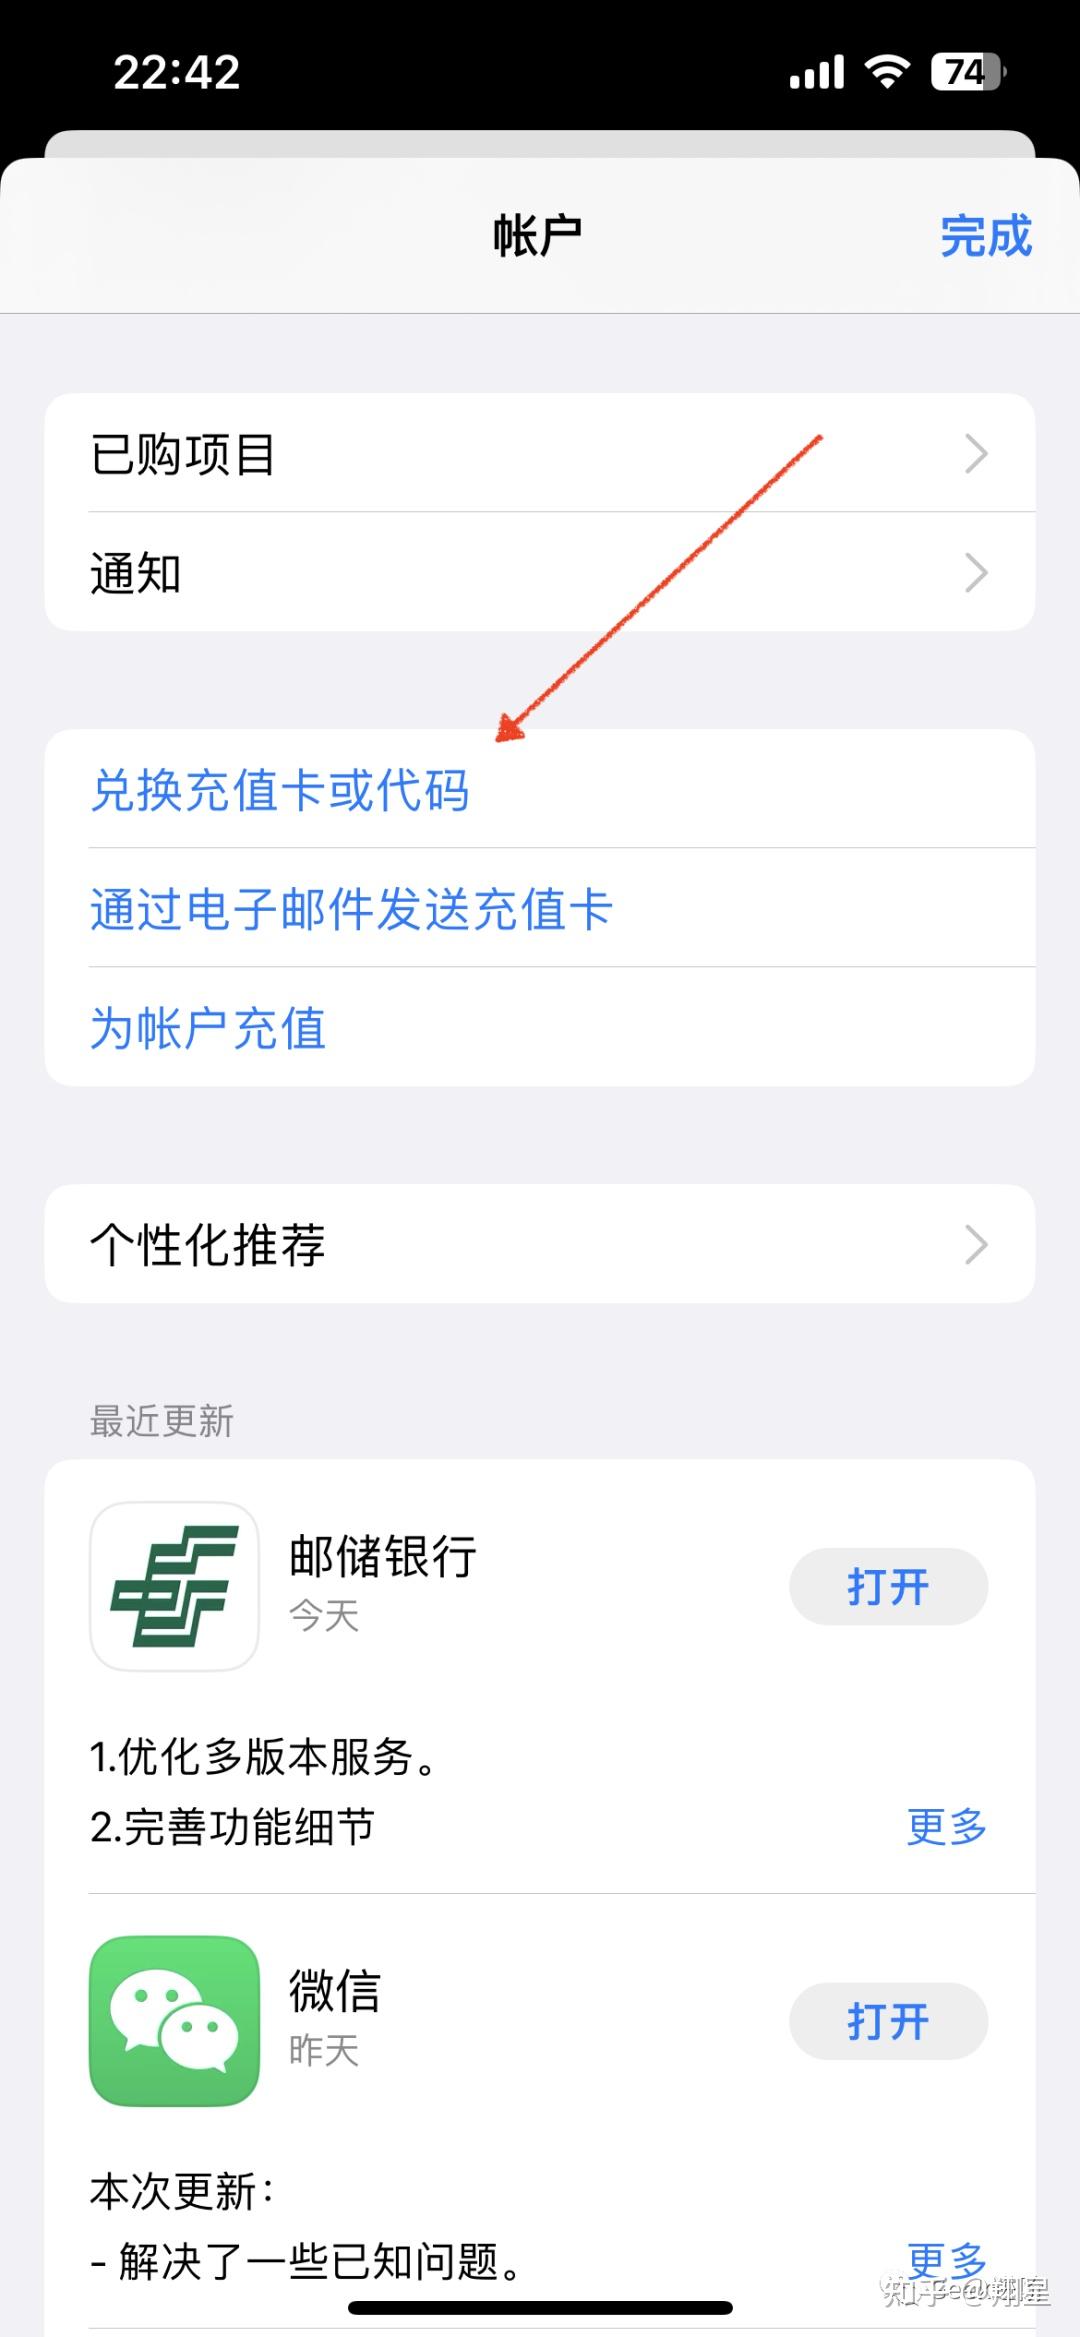 22:42
74
帐户
完成
已购项目
通知
兑换充值卡或代码
通过电子邮件发送充值卡
为帐户充值
个性化推荐
最近更新
邮储银行
今天
打开
1.优化多版本服务。
2.完善功能细节
更多
微信
昨天
打开
本次更新：
- 解决了一些已知问题。
更多
知乎 @翔星